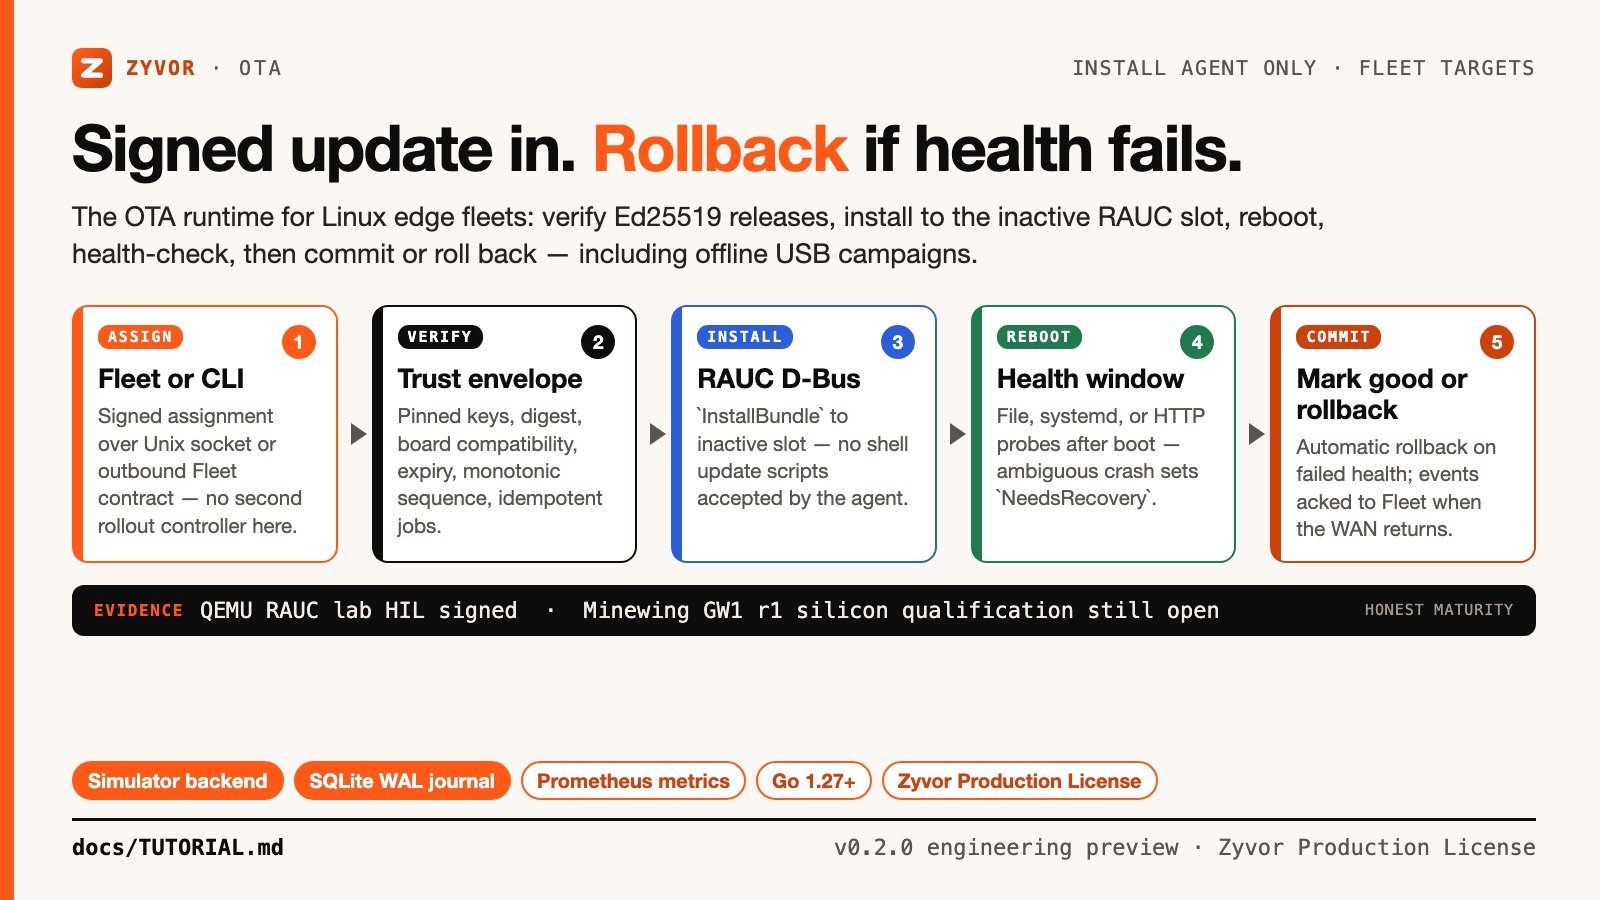 ZYVOR · OTA
INSTALL AGENT ONLY · FLEET TARGETS
Signed update in. Rollback if health fails.
The OTA runtime for Linux edge fleets: verify Ed25519 releases, install to the inactive RAUC slot, reboot,
health-check, then commit or roll back — including offline USB campaigns.
ASSIGN
1
Fleet or CLI
Signed assignment
over Unix socket or
outbound Fleet
contract — no second
rollout controller here.
VERIFY
2
Trust envelope
Pinned keys, digest,
board compatibility,
expiry, monotonic
sequence, idempotent
jobs.
INSTALL
3
RAUC D-Bus
`InstallBundle` to
inactive slot — no shell
update scripts
accepted by the agent.
REBOOT
4
Health window
File, systemd, or HTTP
probes after boot —
ambiguous crash sets
`NeedsRecovery`.
COMMIT
5
Mark good or
rollback
Automatic rollback on
failed health; events
acked to Fleet when
the WAN returns.
EVIDENCE QEMU RAUC lab HIL signed · Minewing GW1 r1 silicon qualification still open
HONEST MATURITY
Simulator backend
SQLite WAL journal
Prometheus metrics
Go 1.27+
Zyvor Production License
docs/TUTORIAL.md
v0.2.0 engineering preview · Zyvor Production License